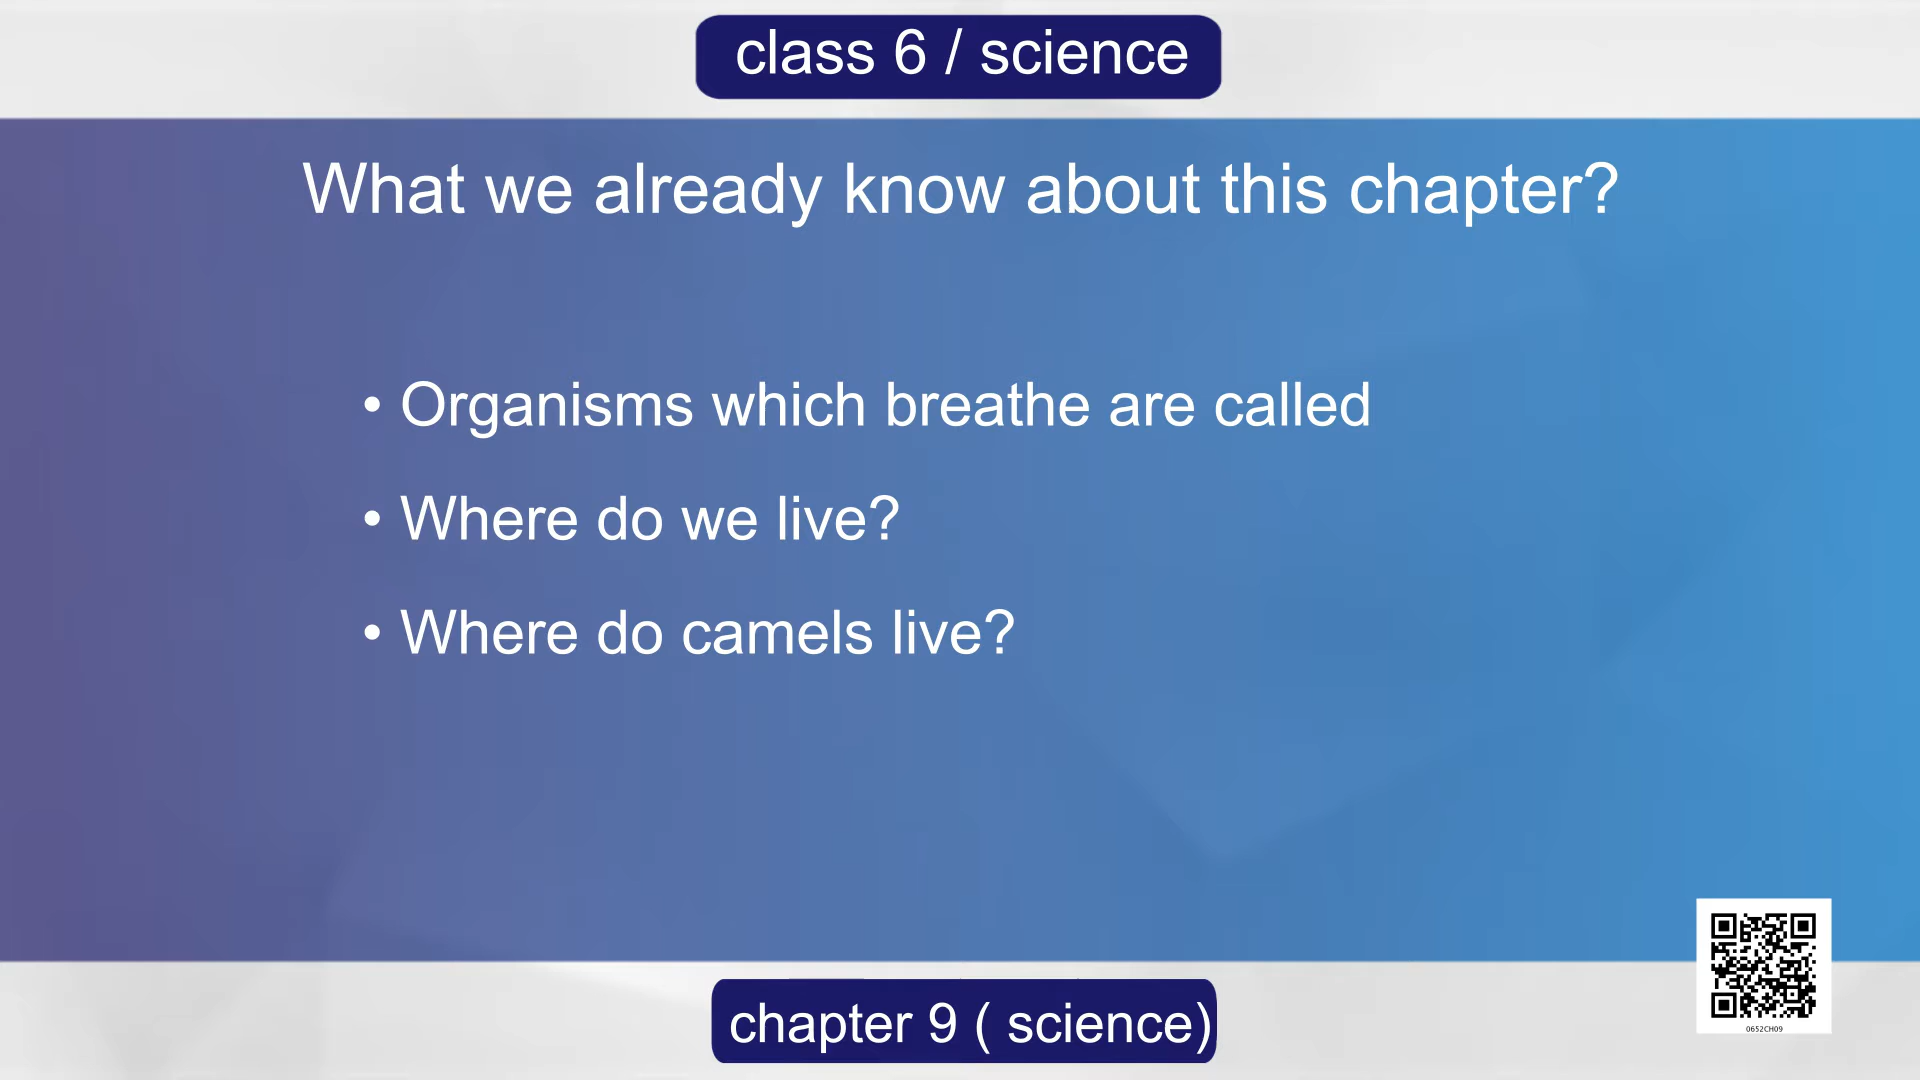 class 6 / science
What we already know about this chapter?
• Organisms which breathe are called
• Where do we live?
• Where do camels live?
0652CH09
chapter 9 ( science)